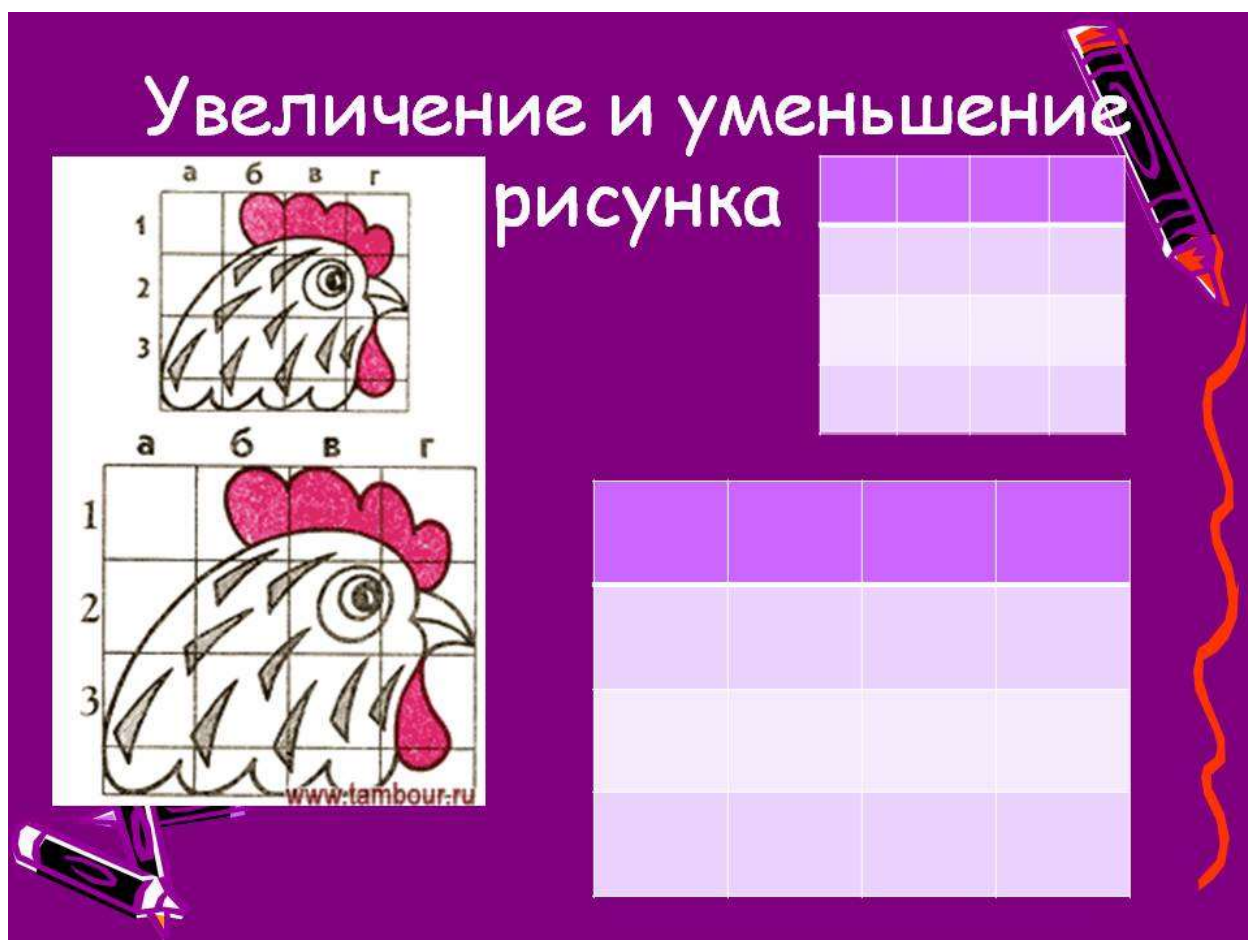 Увеличение и уменьшение
рисунка
а б в г
1
2
3
а б в г
1
2
3
www.tambour.ru